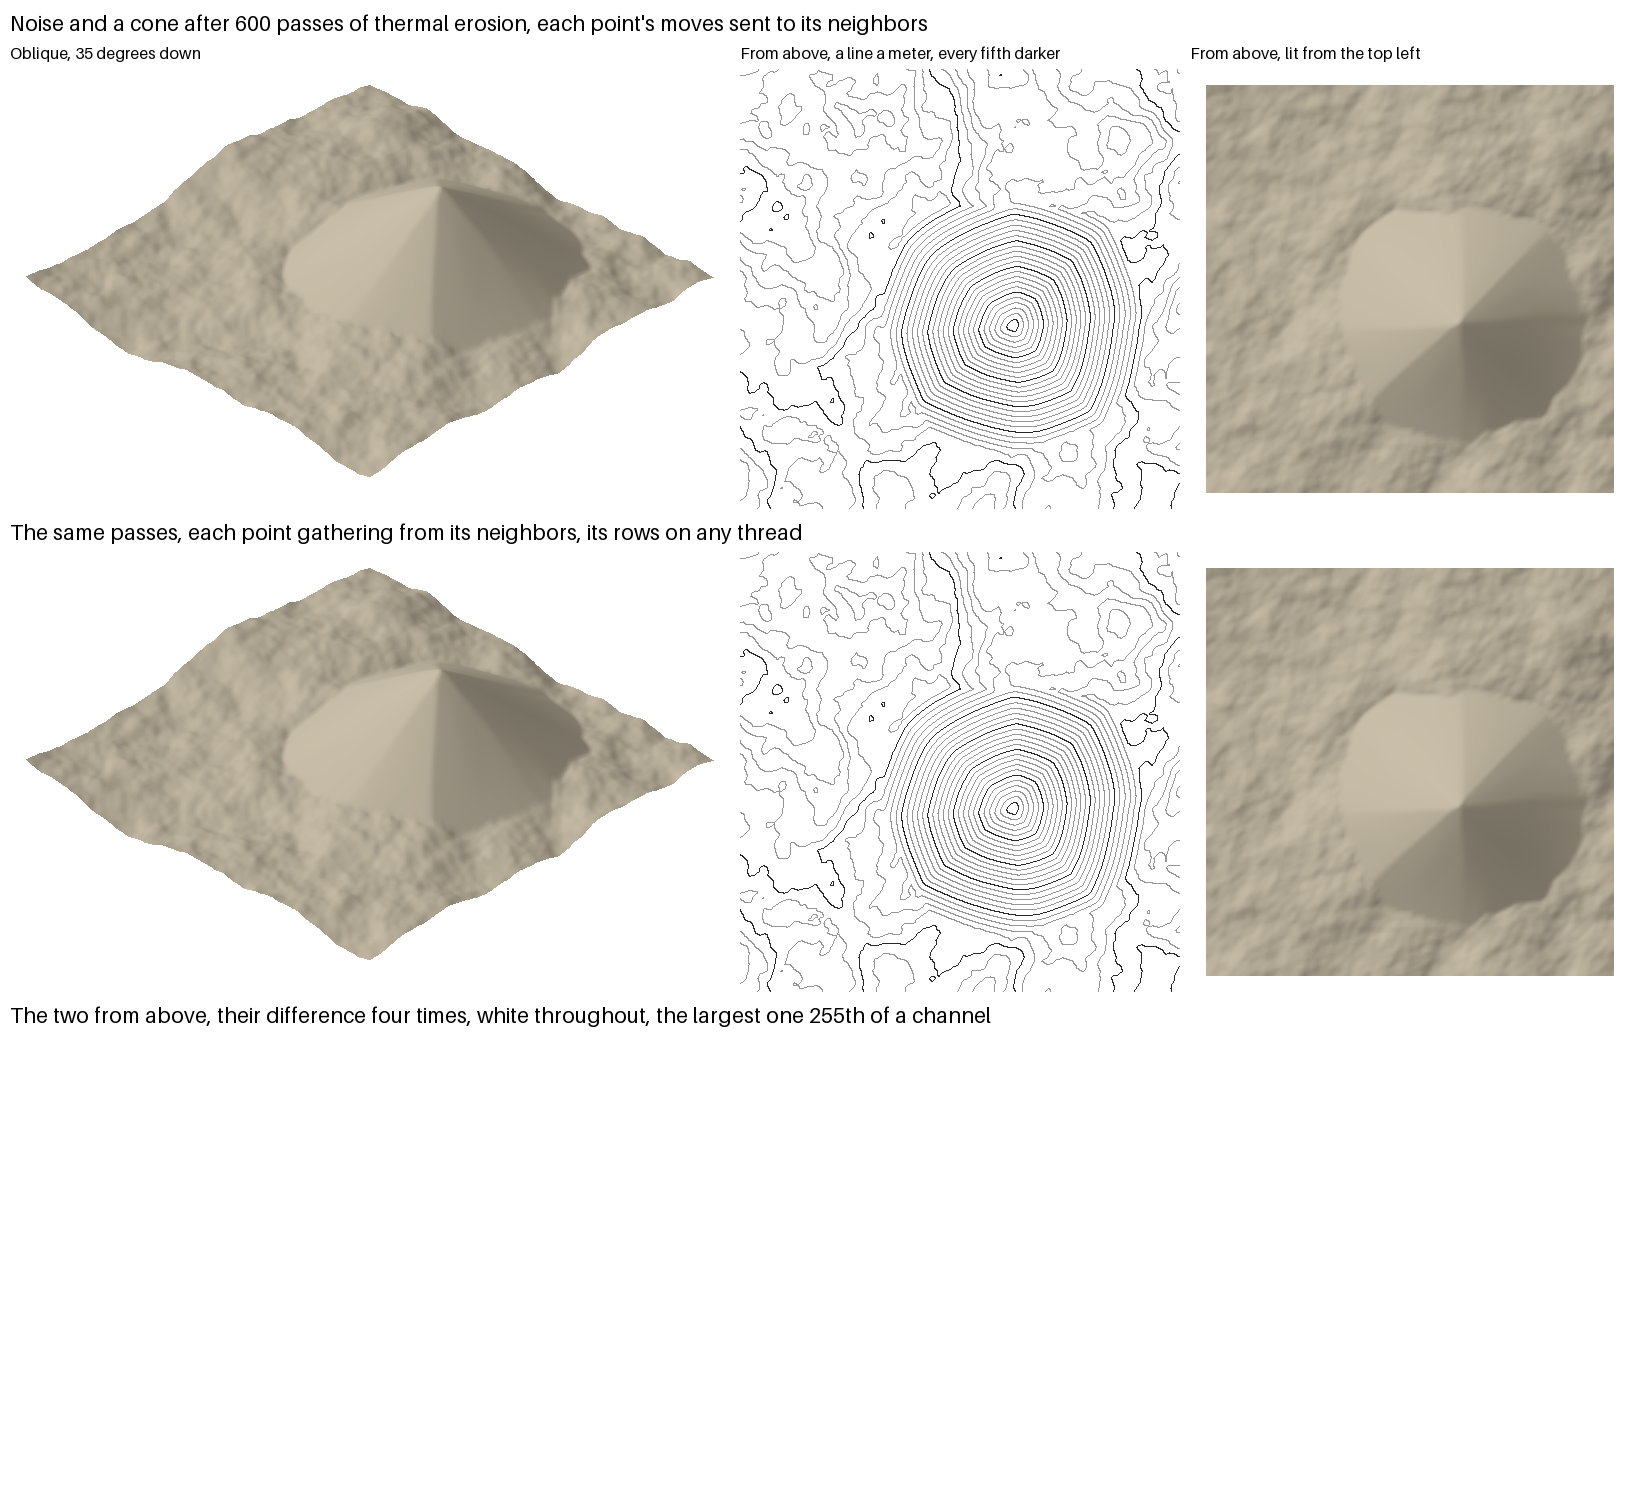 Noise and a cone after 600 passes of thermal erosion, each point's moves sent to its neighbors
Oblique, 35 degrees down
From above, a line a meter, every fifth darker
From above, lit from the top left
The same passes, each point gathering from its neighbors, its rows on any thread
The two from above, their difference four times, white throughout, the largest one 255th of a channel